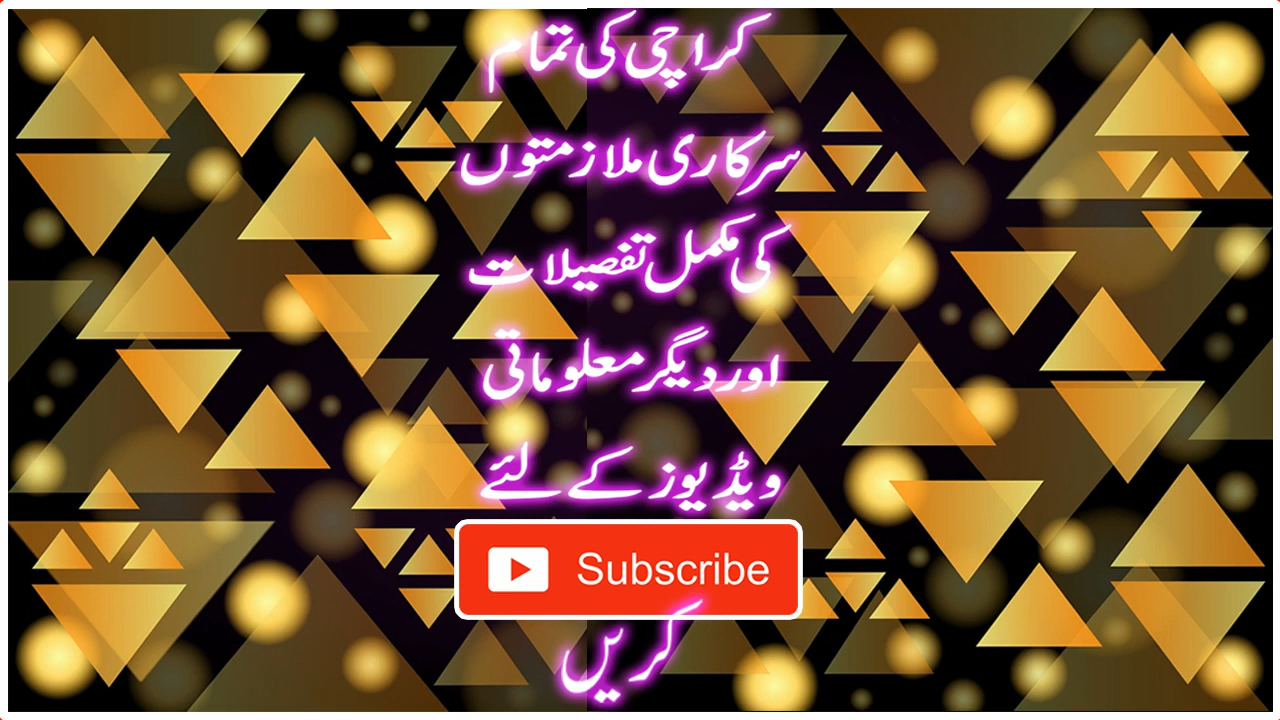 کراچی کی تمام
سرکاری ملازمتوں
کی مکمل تفصیلات
اور دیگر معلوماتی
ویڈیوز کے لئے
Subscribe
کریں